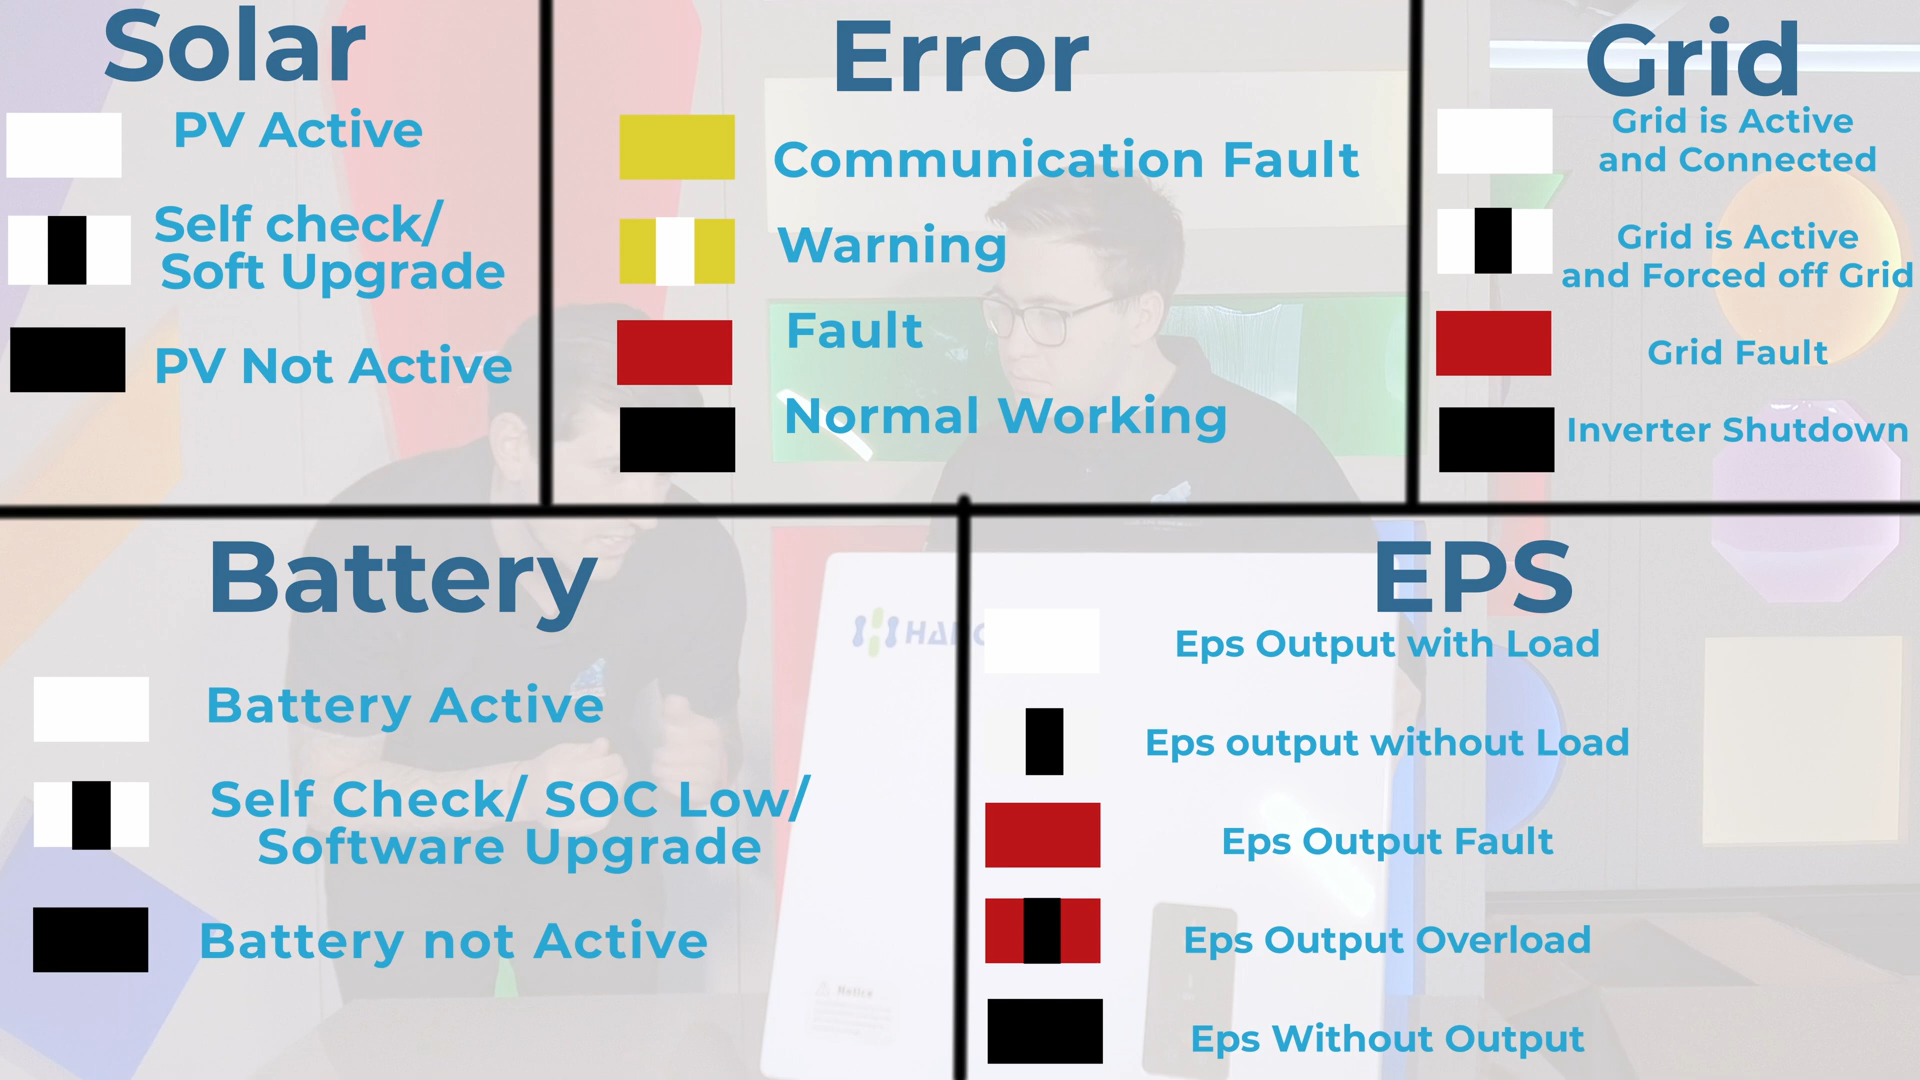 Solar
PV Active
Self check/
Soft Upgrade
PV Not Active
Error
Communication Fault
Warning
Fault
Normal Working
Grid
Grid is Active
and Connected
Grid is Active
and Forced off Grid
Grid Fault
Inverter Shutdown
Battery
Battery Active
Self Check/ SOC Low/
Software Upgrade
Battery not Active
EPS
Eps Output with Load
Eps output without Load
Eps Output Fault
Eps Output Overload
Eps Without Output
Notice